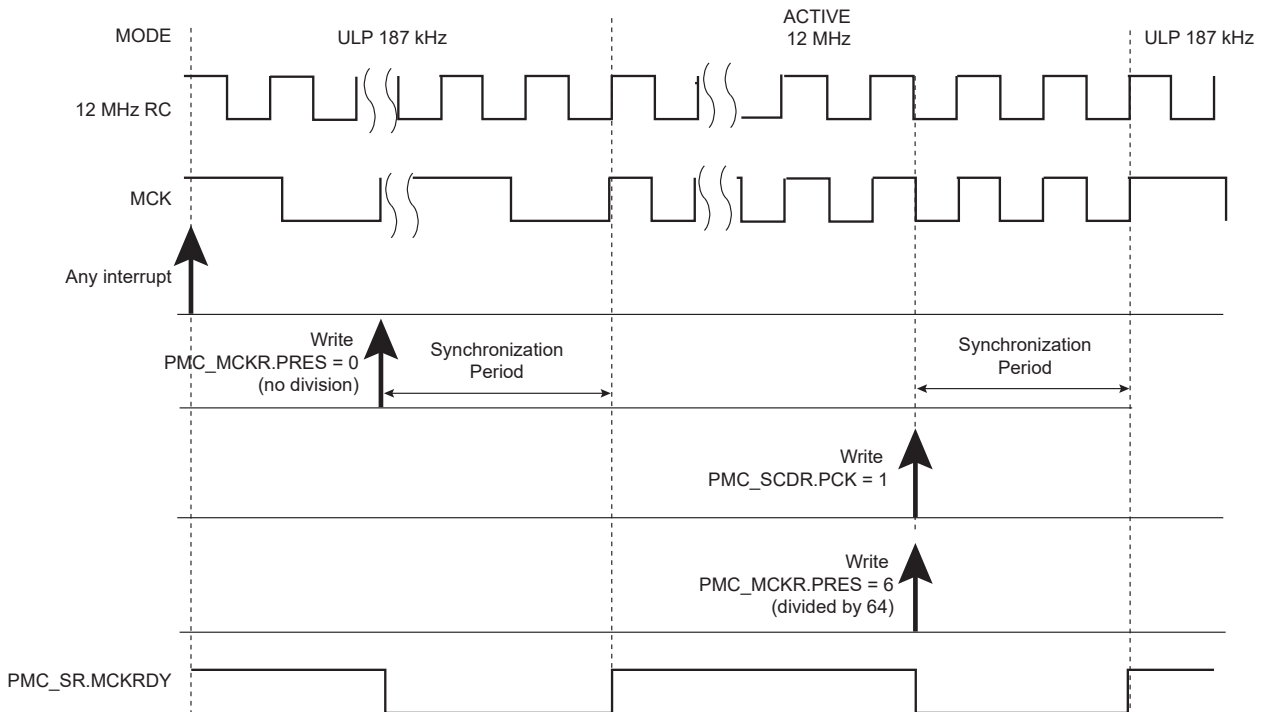 ACTIVE
MODE
ULP 187 kHz
12 MHz
ULP 187 kHz
12 MHz RC
MCK
Any interrupt
Write
PMC_MCKR.PRES = 0
(no division)
Synchronization
Period
Synchronization
Period
Write
PMC_SCDR.PCK = 1
Write
PMC_MCKR.PRES = 6
(divided by 64)
PMC_SR.MCKRDY